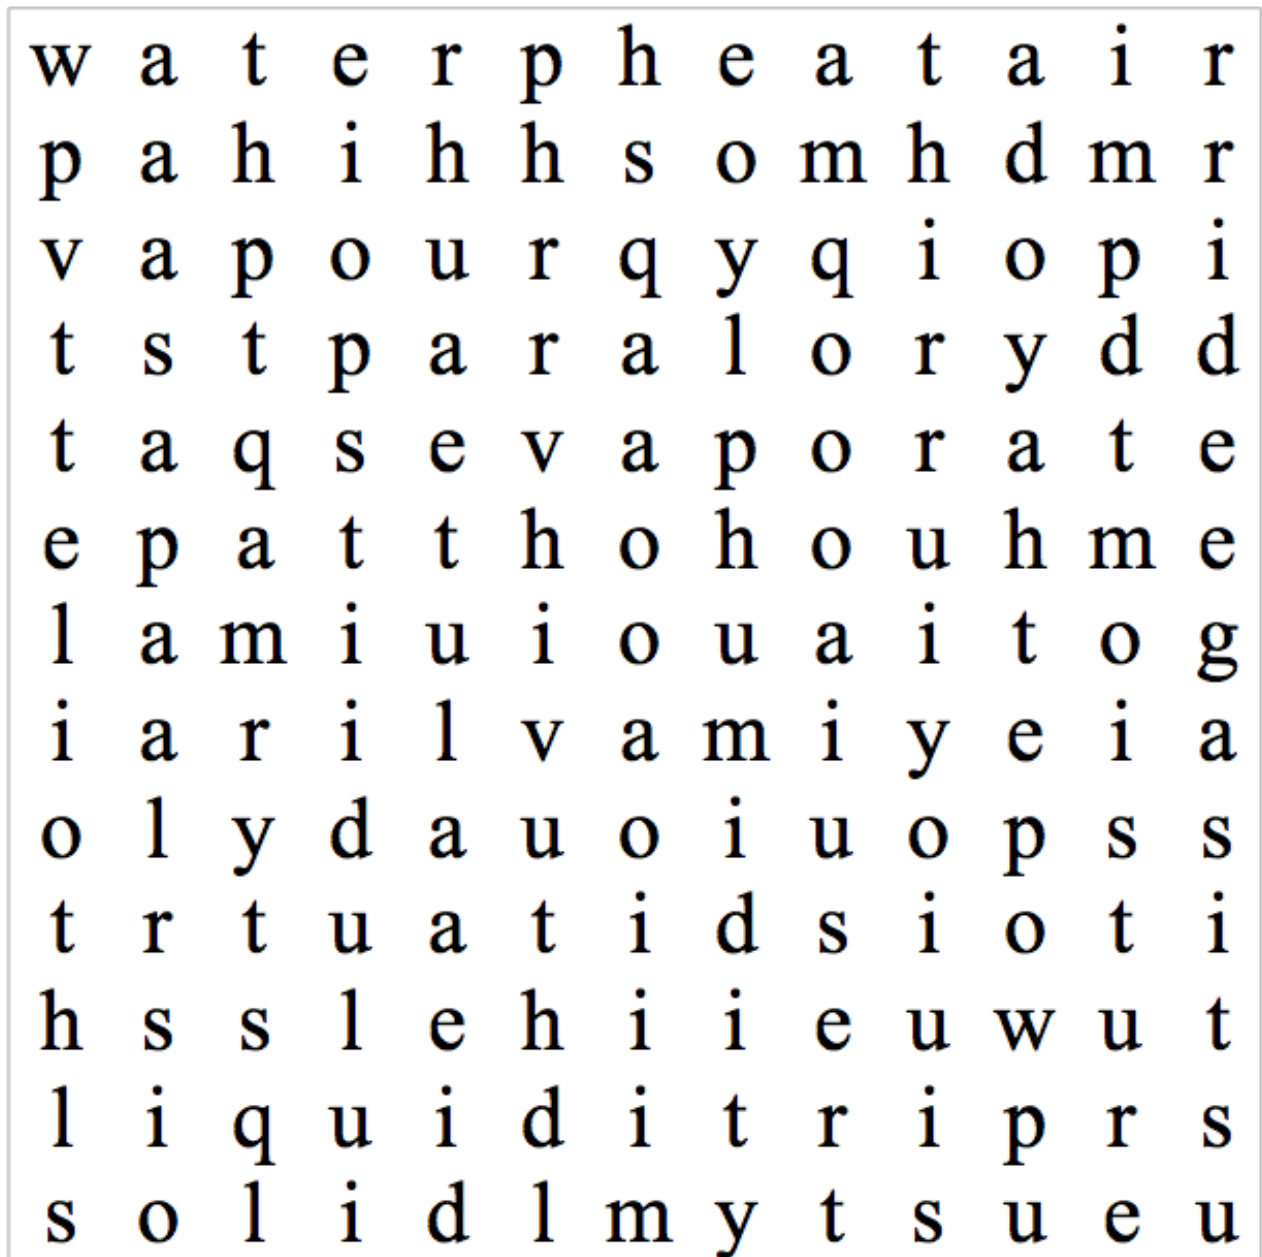 w a t e r p h e a t a i r
p a h i h h s o m h d m r
v a p o u r q y q i o p i
t s t p a r a l o r y d d
t a q s e v a p o r a t e
e p a t t h o h o u h m e
l a m i u i o u a i t o g
i a r i l v a m i y e i a
o l y d a u o i u o p s s
t r t u a t i d s i o t i
h s s l e h i i e u w u t
l i q u i d i t r i p r s
s o l i d l m y t s u e u